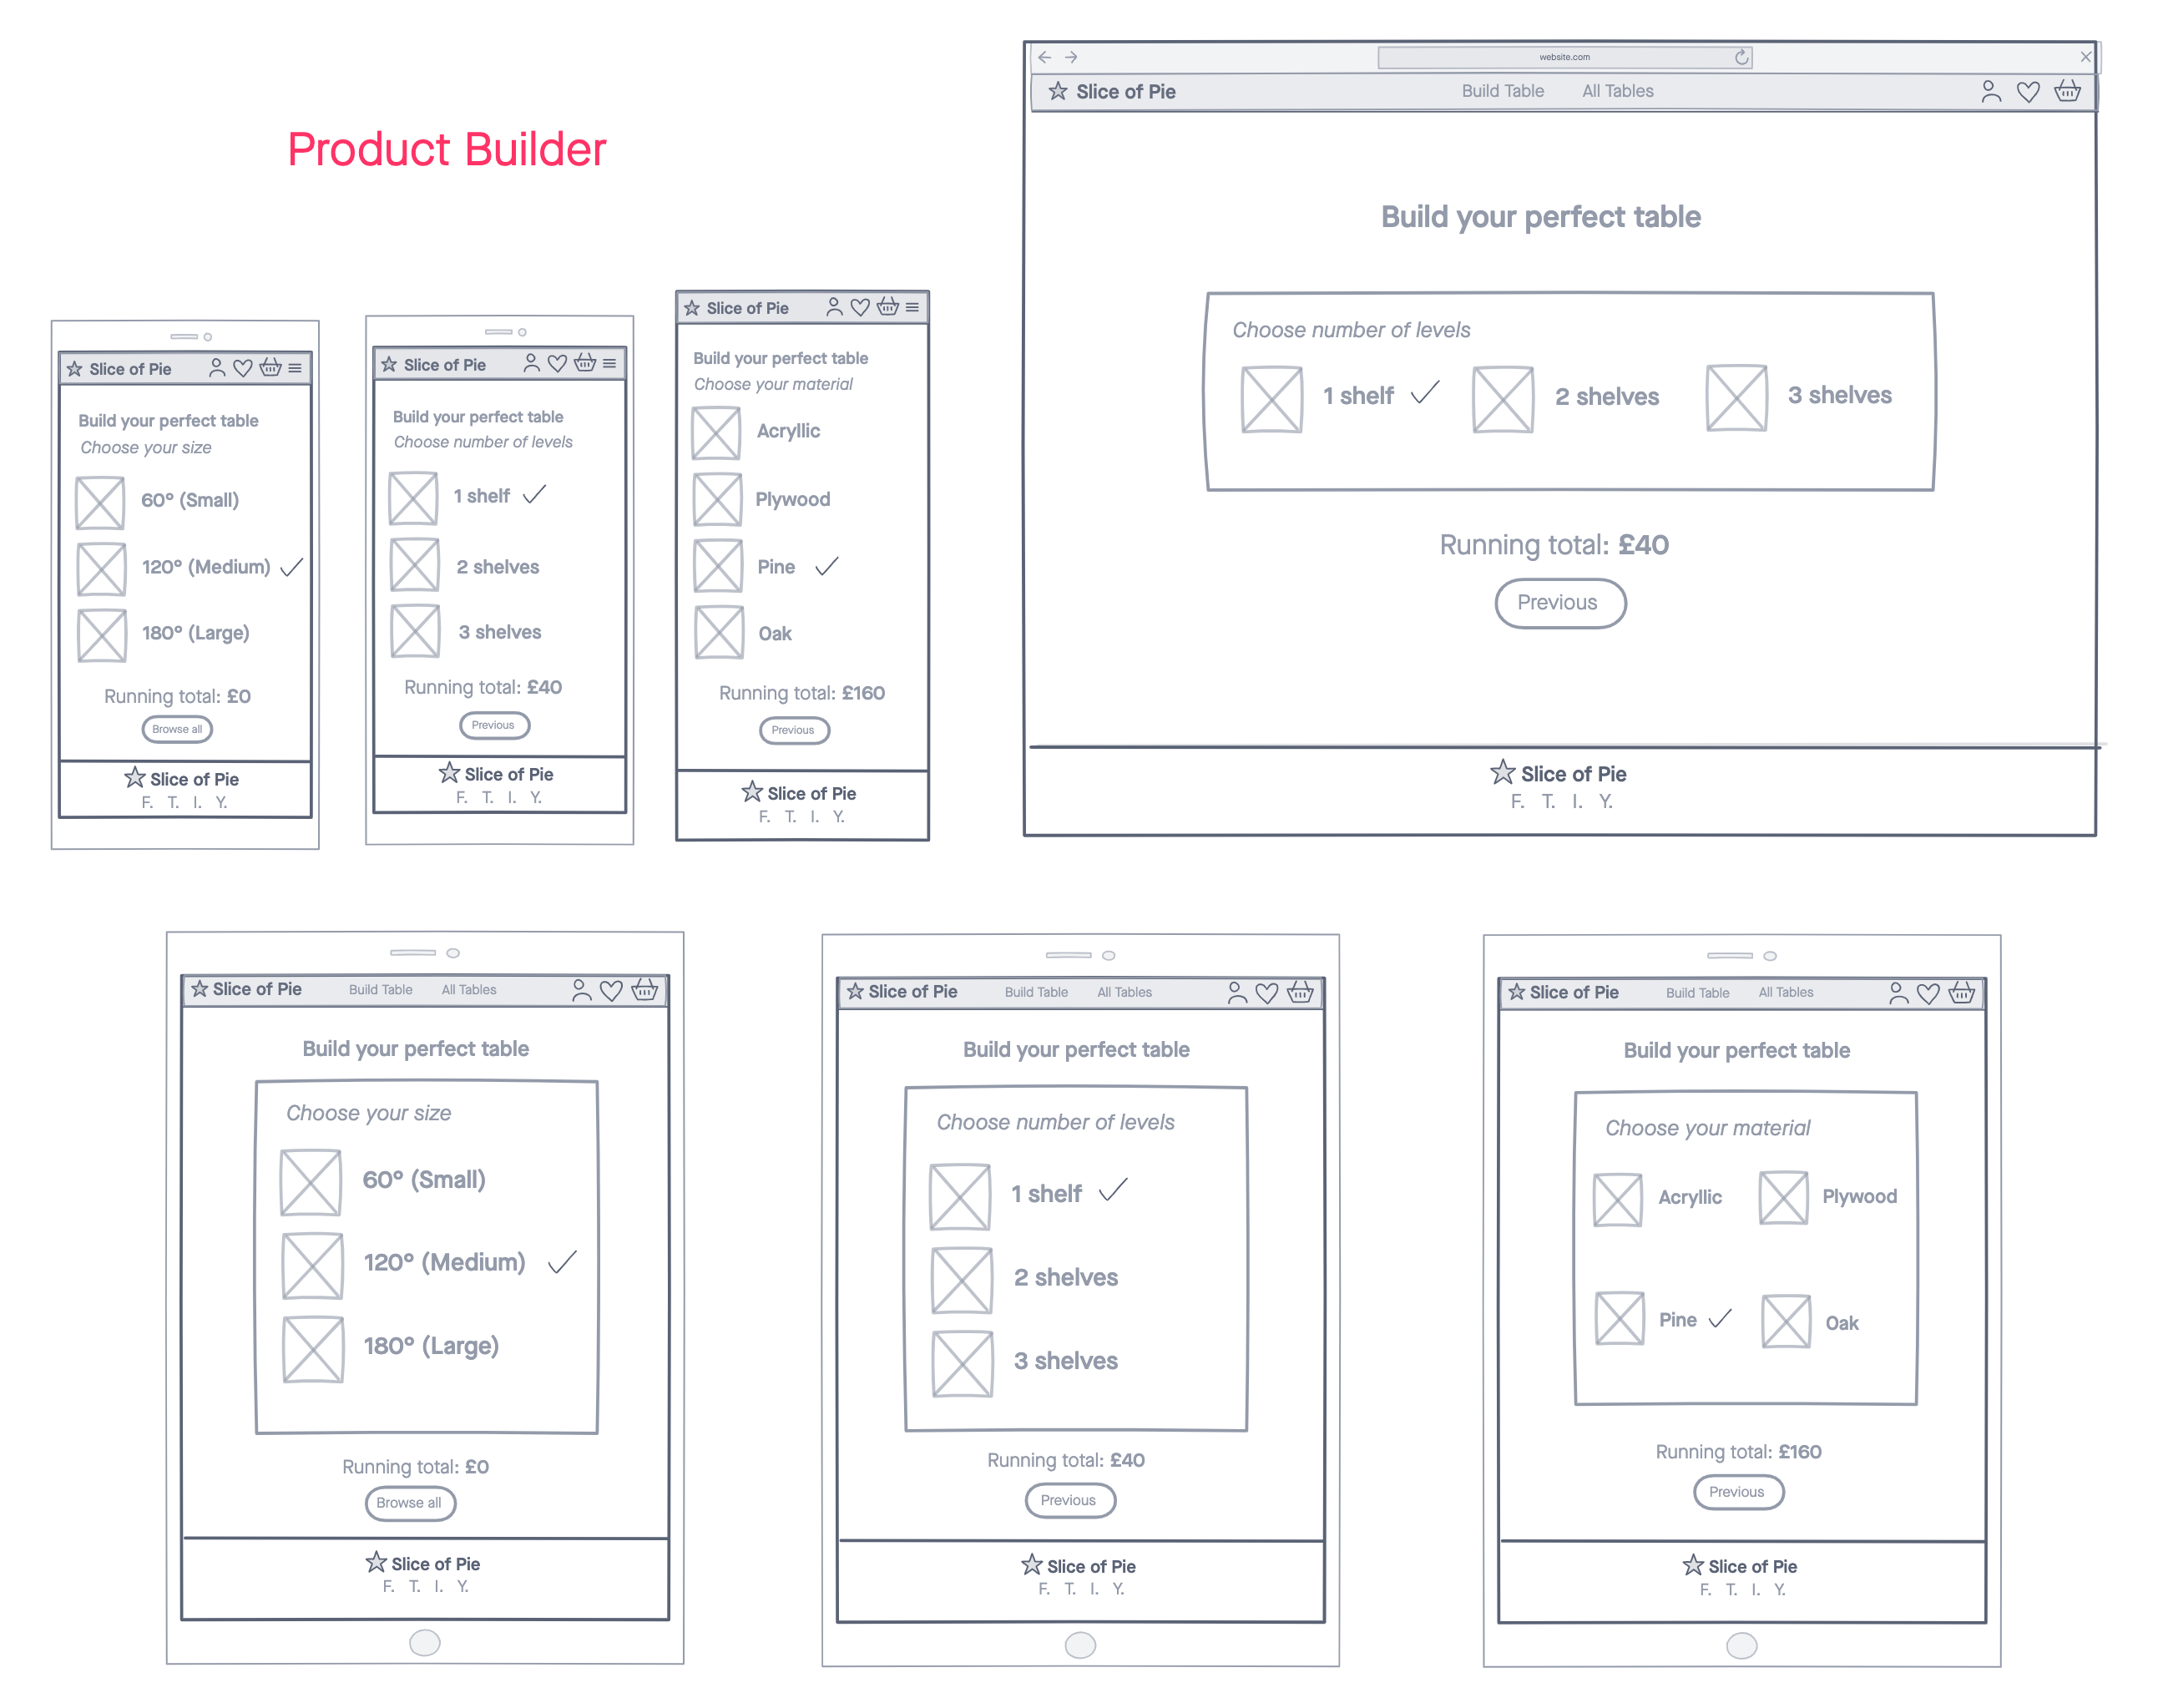 Product Builder
Slice of Pie
Build your perfect table
Choose your size
60° (Small)
120° (Medium)
180° (Large)
Running total: £0
Browse all
Slice of Pie
F. T. I. Y.
Slice of Pie
Build your perfect table
Choose number of levels
1 shelf
2 shelves
3 shelves
Running total: £40
Previous
Slice of Pie
F. T. I. Y.
Slice of Pie
Build your perfect table
Choose your material
Acryllic
Plywood
Pine
Oak
Running total: £160
Previous
Slice of Pie
F. T. I. Y.
website.com
Slice of Pie Build Table All Tables
Build your perfect table
Choose number of levels
1 shelf 2 shelves 3 shelves
Running total: £40
Previous
Slice of Pie
F. T. I. Y.
Slice of Pie Build Table All Tables
Build your perfect table
Choose your size
60° (Small)
120° (Medium)
180° (Large)
Running total: £0
Browse all
Slice of Pie
F. T. I. Y.
Slice of Pie Build Table All Tables
Build your perfect table
Choose number of levels
1 shelf
2 shelves
3 shelves
Running total: £40
Previous
Slice of Pie
F. T. I. Y.
Slice of Pie Build Table All Tables
Build your perfect table
Choose your material
Acryllic Plywood
Pine Oak
Running total: £160
Previous
Slice of Pie
F. T. I. Y.